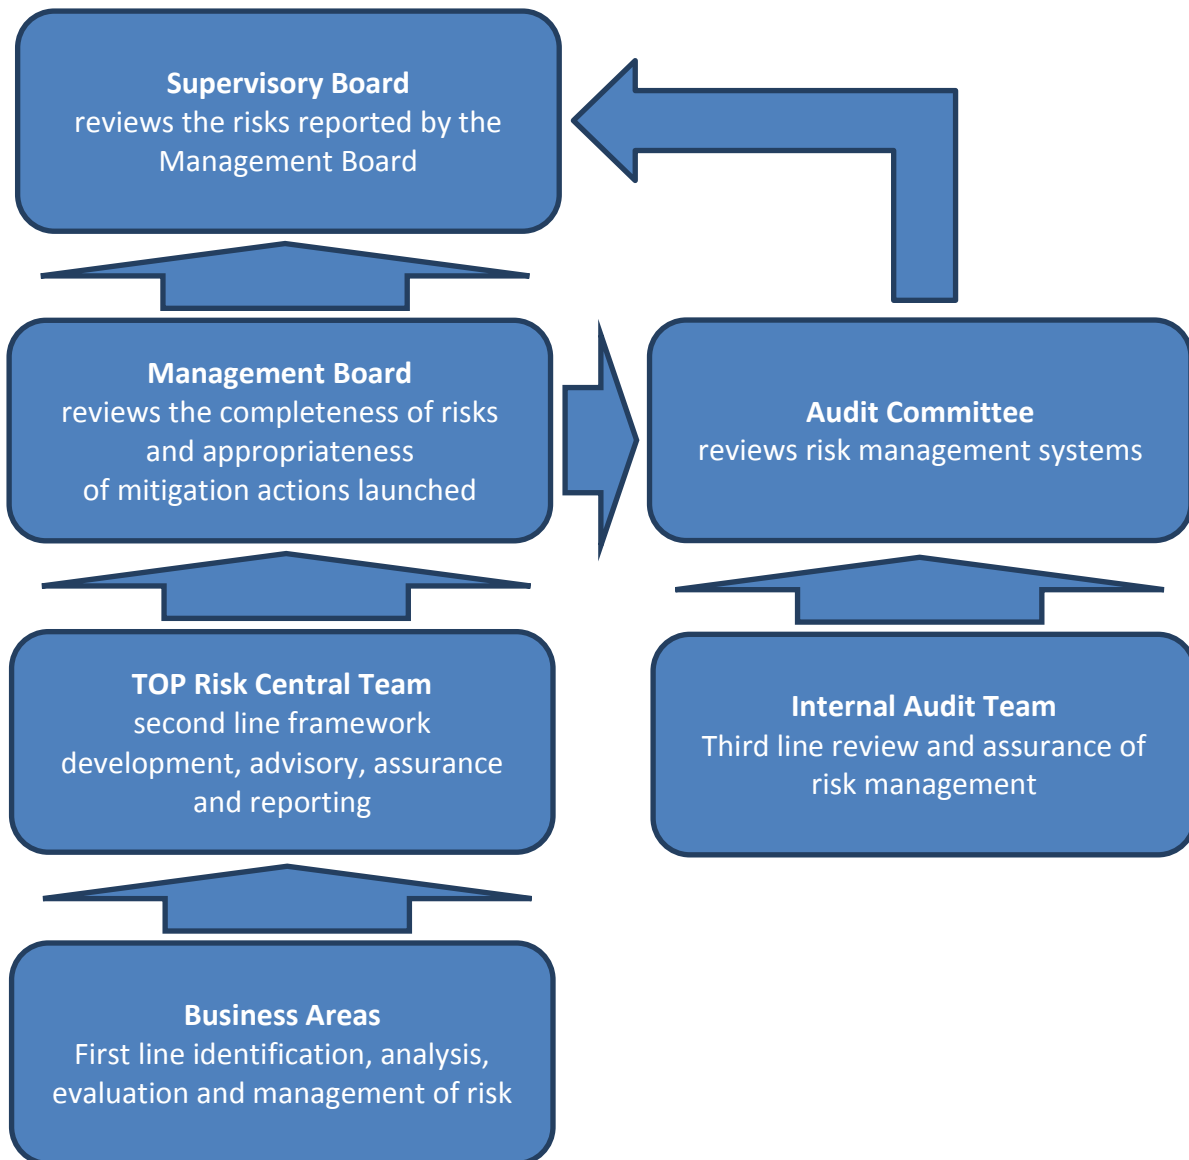 Supervisory Board
reviews the risks reported by the
Management Board
Management Board
reviews the completeness of risks
and appropriateness
of mitigation actions launched
Audit Committee
reviews risk management systems
TOP Risk Central Team
second line framework
development, advisory, assurance
and reporting
Internal Audit Team
Third line review and assurance of
risk management
Business Areas
First line identification, analysis,
evaluation and management of risk